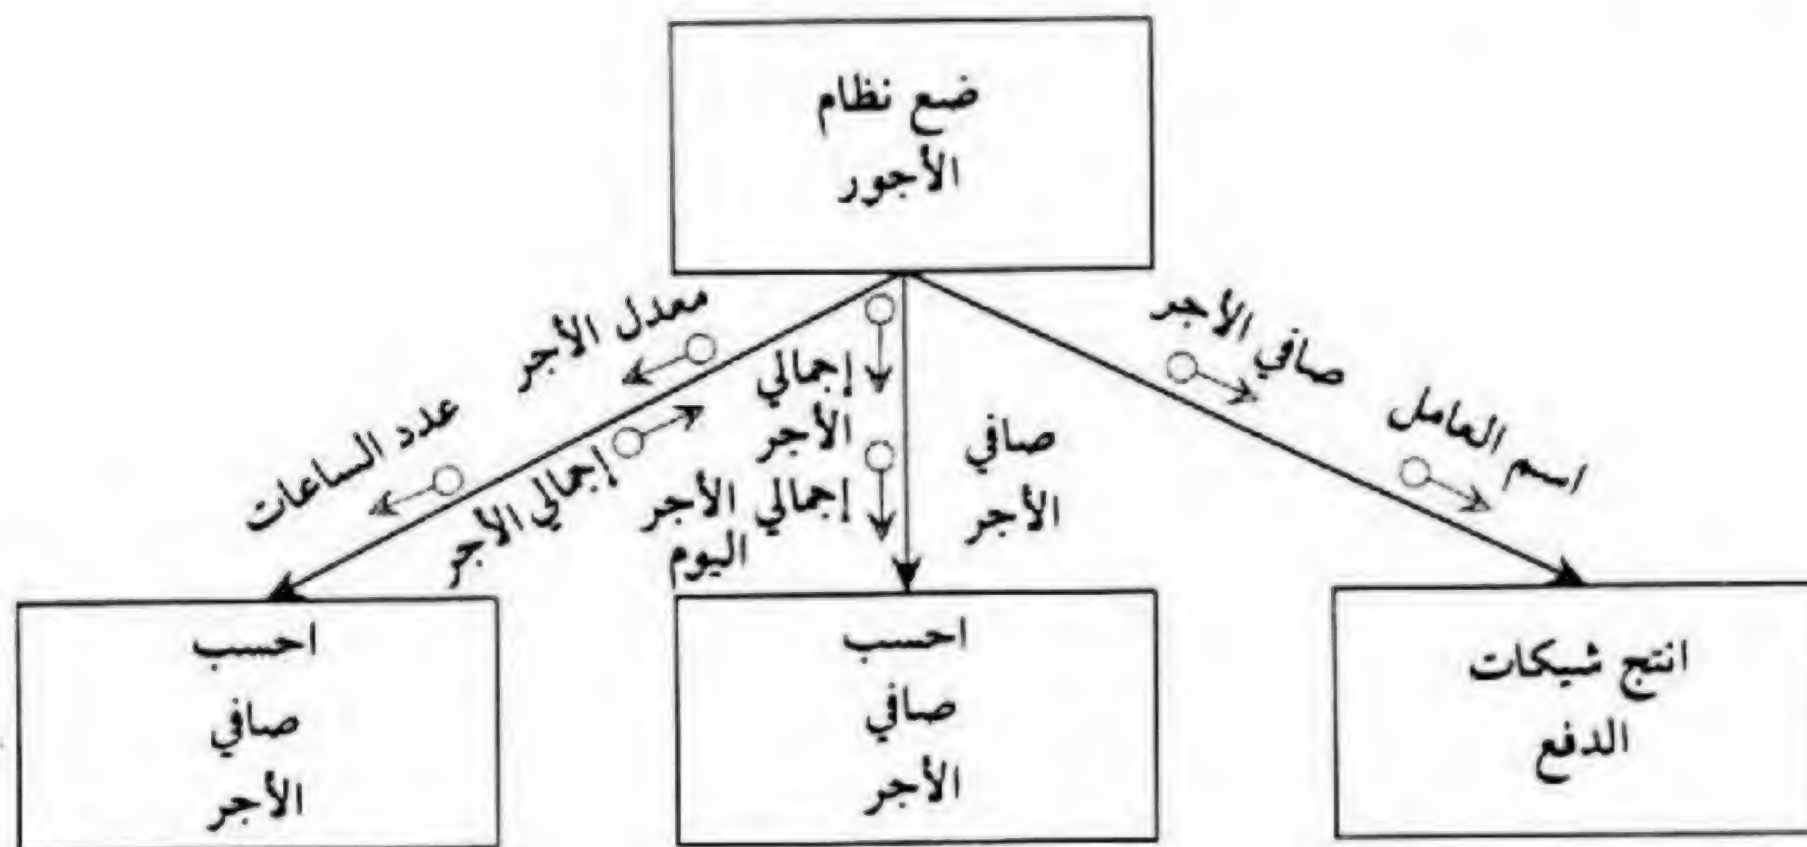 ضع نظام
الأجور
صافي الأجر
اسم العامل
صافي
الأجر
إجمالي
الأجر
إجمالي الأجر
اليوم
معدل الأجر
عدد الساعات
إجمالي الأجر
انتج شيكات
الدفع
احسب
صافي
الأجر
احسب
صافي
الأجر